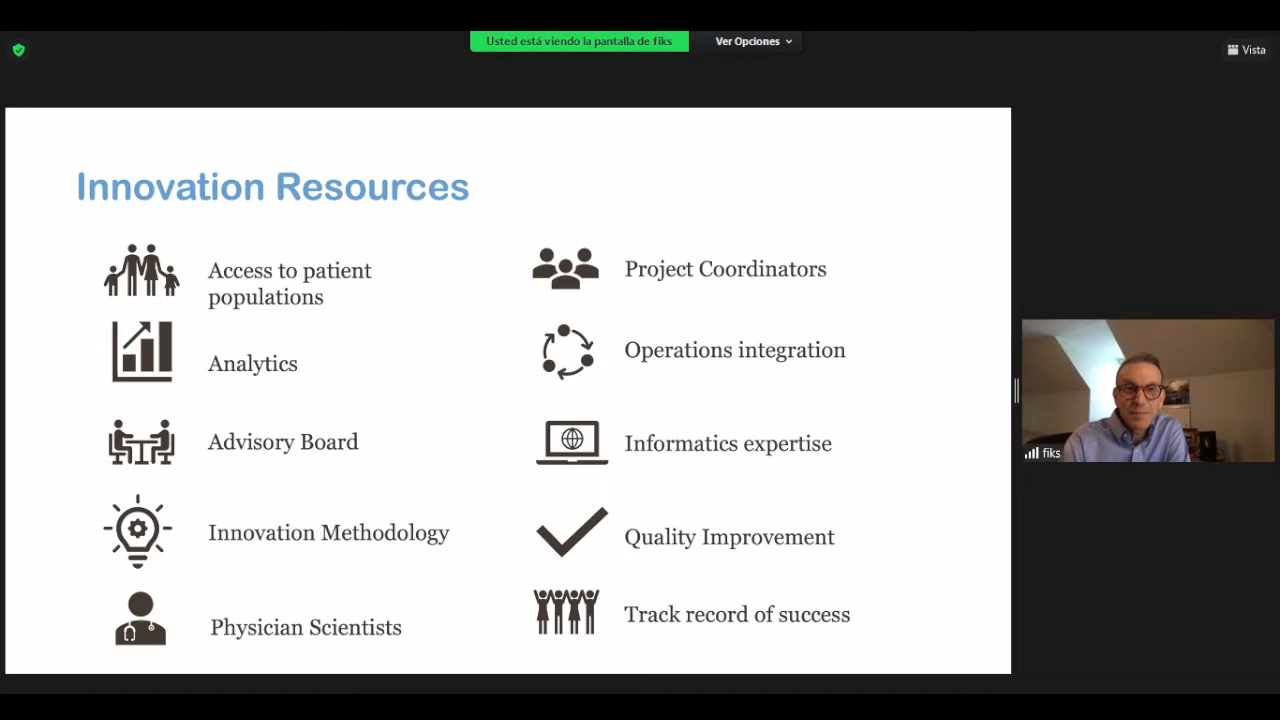 Usted está viendo la pantalla de fiks
Ver Opciones
Vista
Innovation Resources
Access to patient
populations
Analytics
Advisory Board
Innovation Methodology
Physician Scientists
Project Coordinators
Operations integration
Informatics expertise
Quality Improvement
Track record of success
fiks